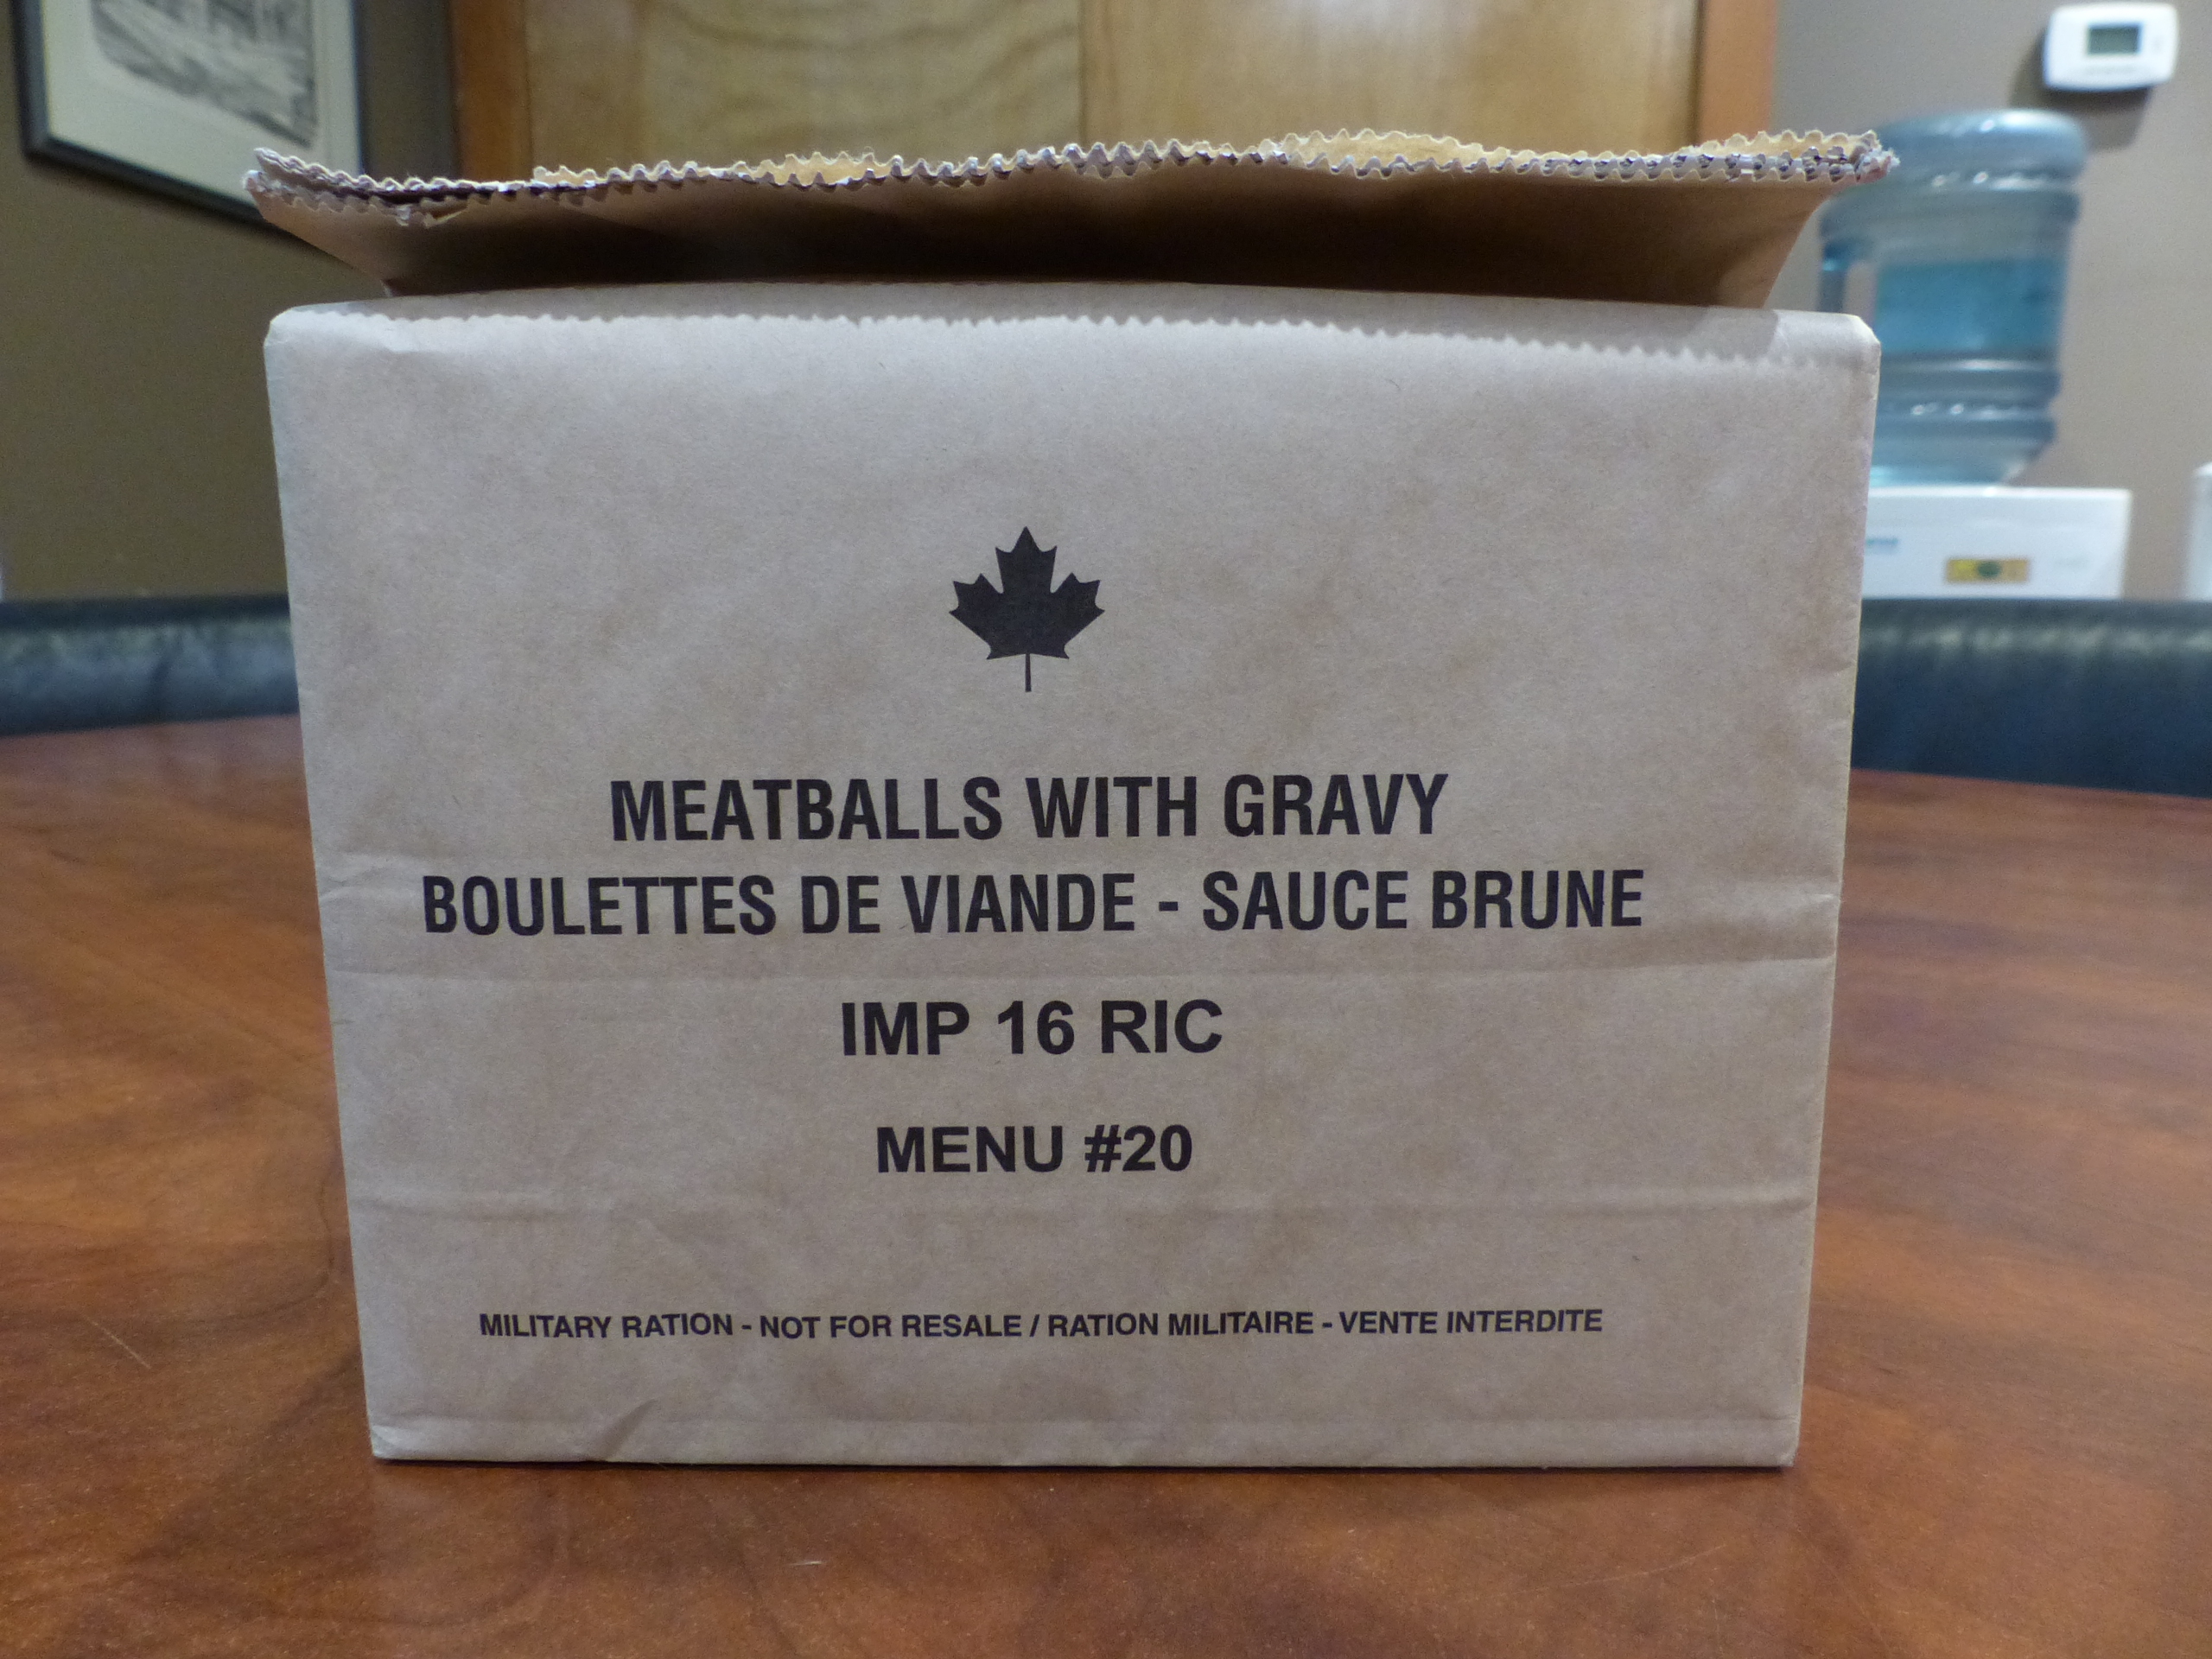 MEATBALLS WITH GRAVY
BOULETTES DE VIANDE - SAUCE BRUNE
IMP 16 RIC
MENU #20
MILITARY RATION - NOT FOR RESALE / RATION MILITAIRE - VENTE INTERDITE